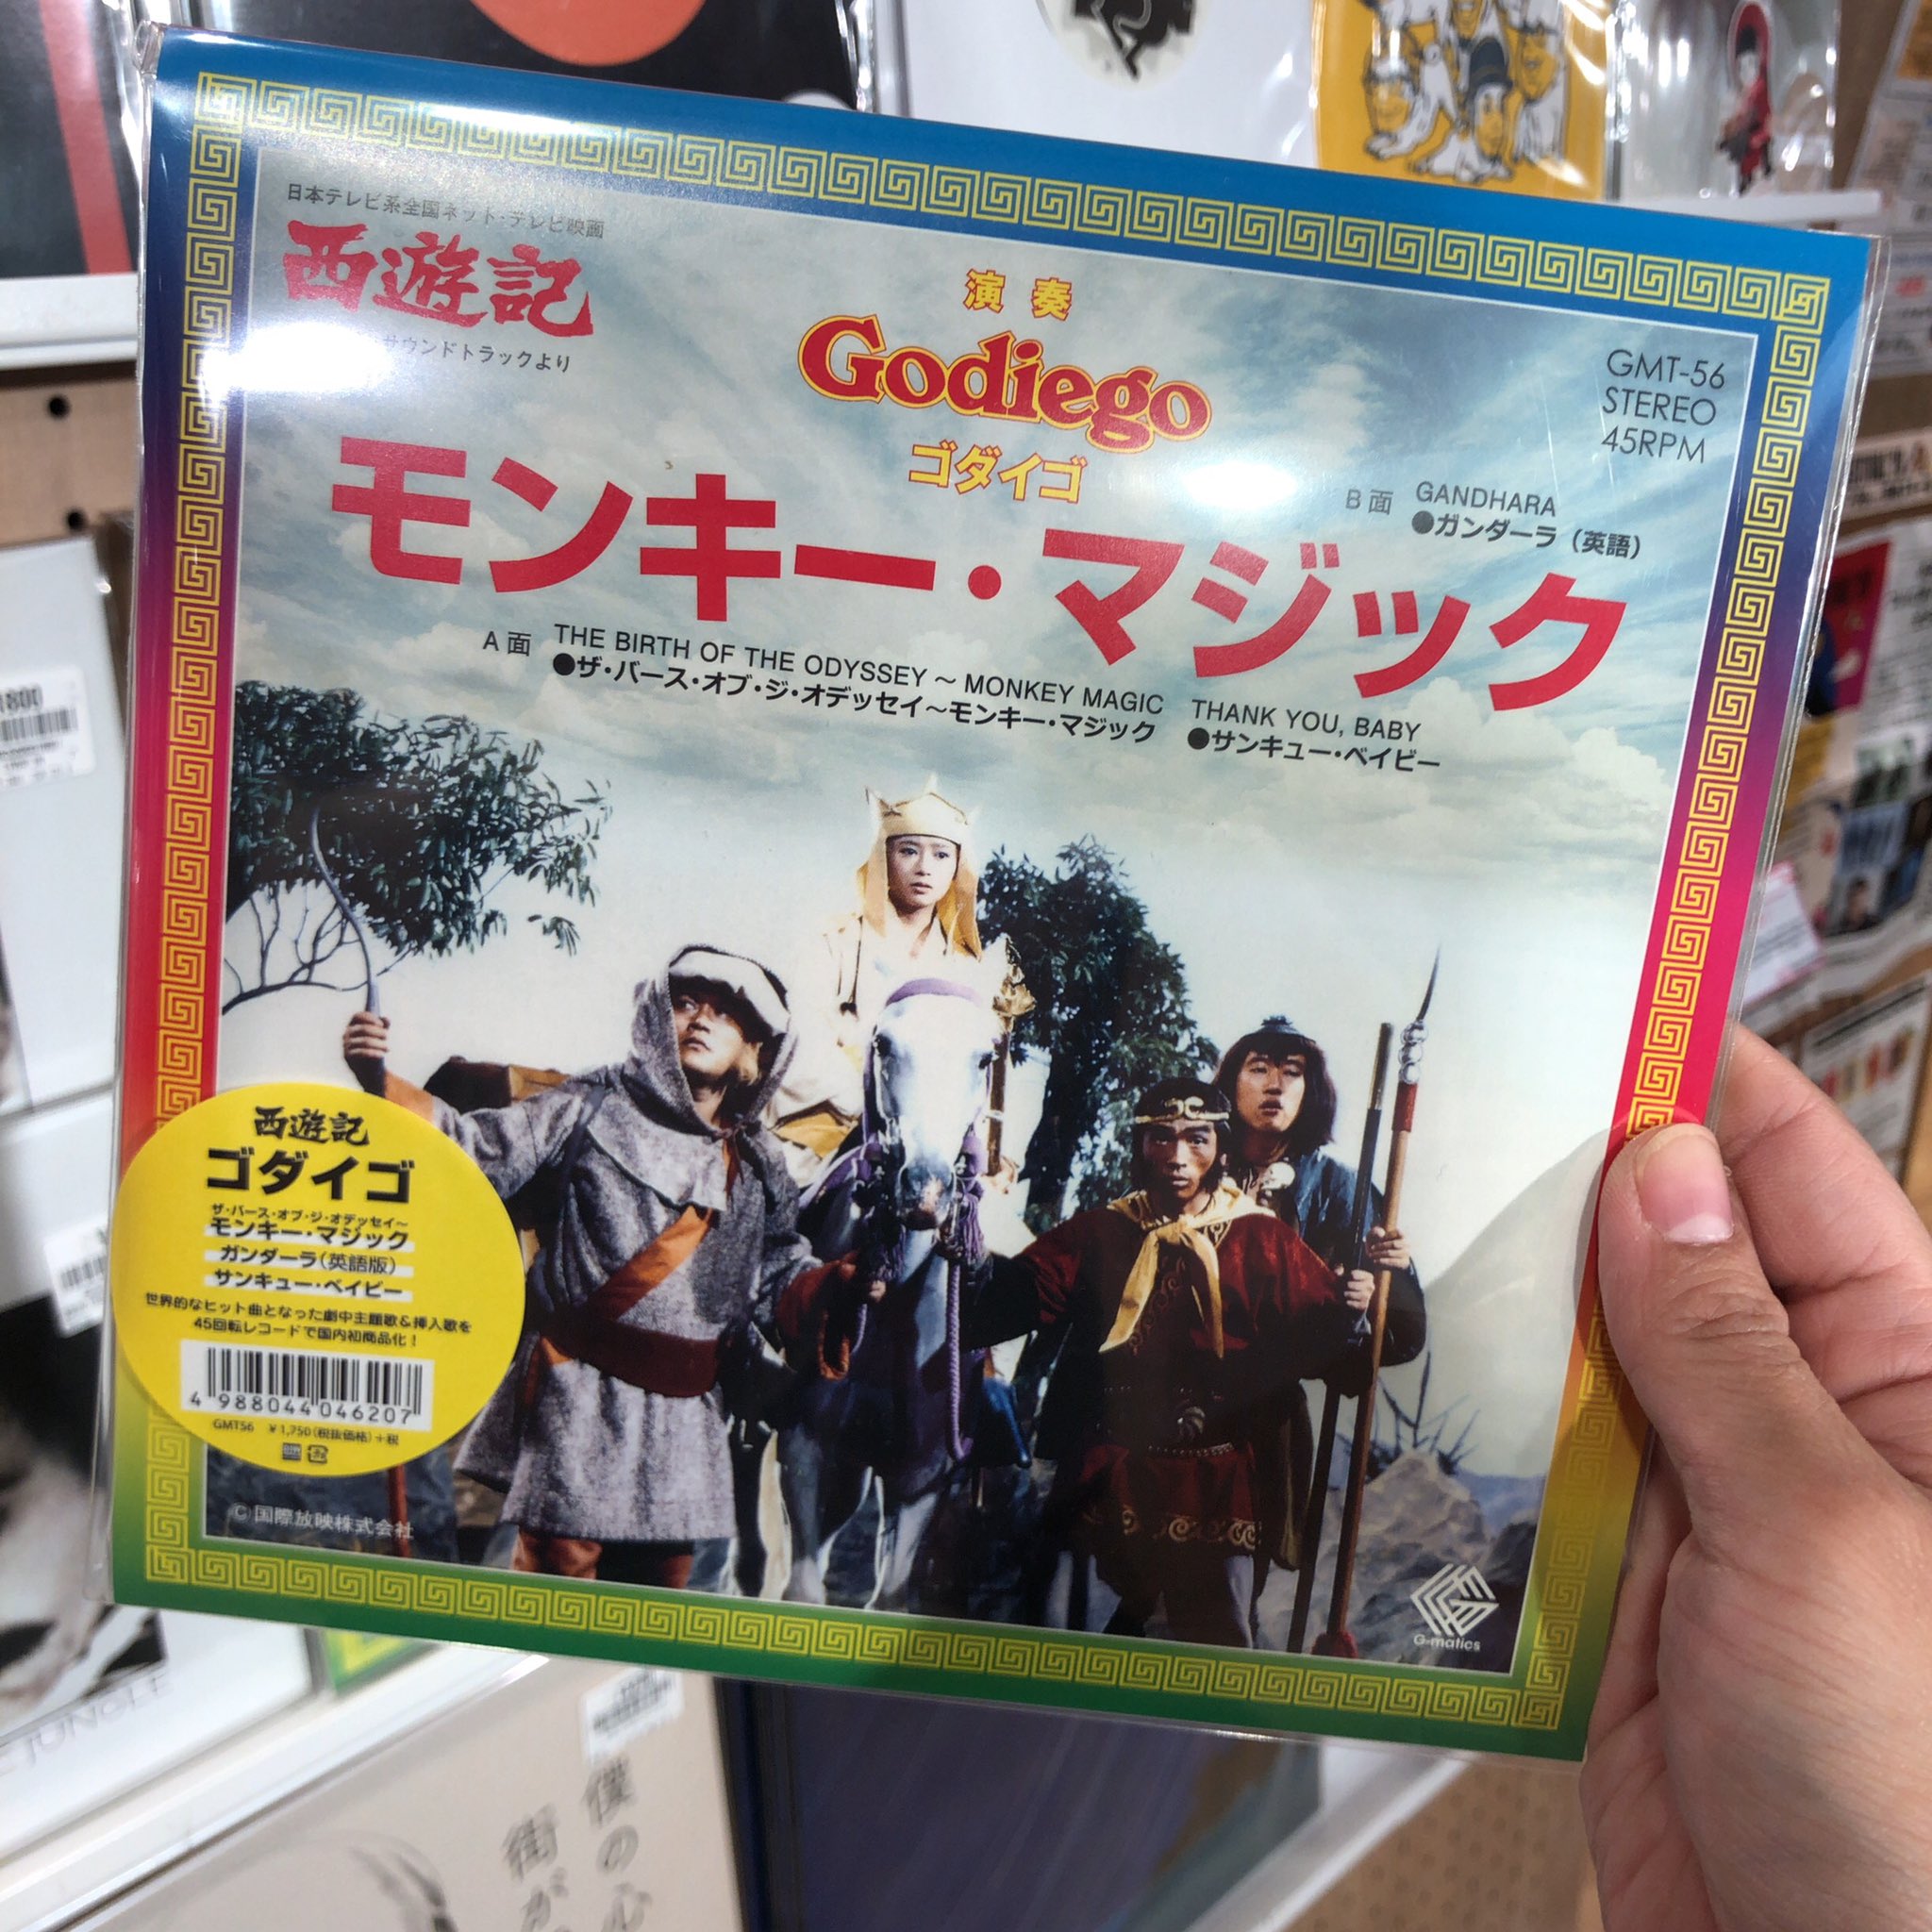 日本テレビ系全国ネット・テレビ映画
西遊記
サウンドトラックより
演奏
Godiego
ゴダイゴ
GMT-56
STEREO
45RPM
モンキー・マジック
B面 GANDHARA
●ガンダーラ（英語）
A面 THE BIRTH OF THE ODYSSEY ～ MONKEY MAGIC THANK YOU, BABY
●ザ・バース・オブ・ジ・オデッセイ～モンキー・マジック ●サンキュー・ベイビー
西遊記
ゴダイゴ
ザ・バース・オブ・ジ・オデッセイ～
モンキー・マジック
ガンダーラ(英語版)
サンキュー・ベイビー
世界的なヒット曲となった劇中主題歌&挿入歌を
45回転レコードで国内初商品化！
4 988044 046207
GMT56 ¥1,750(税抜価格)+税
© 国際放映株式会社
G-matics
JUNGLE
僕の心
街が